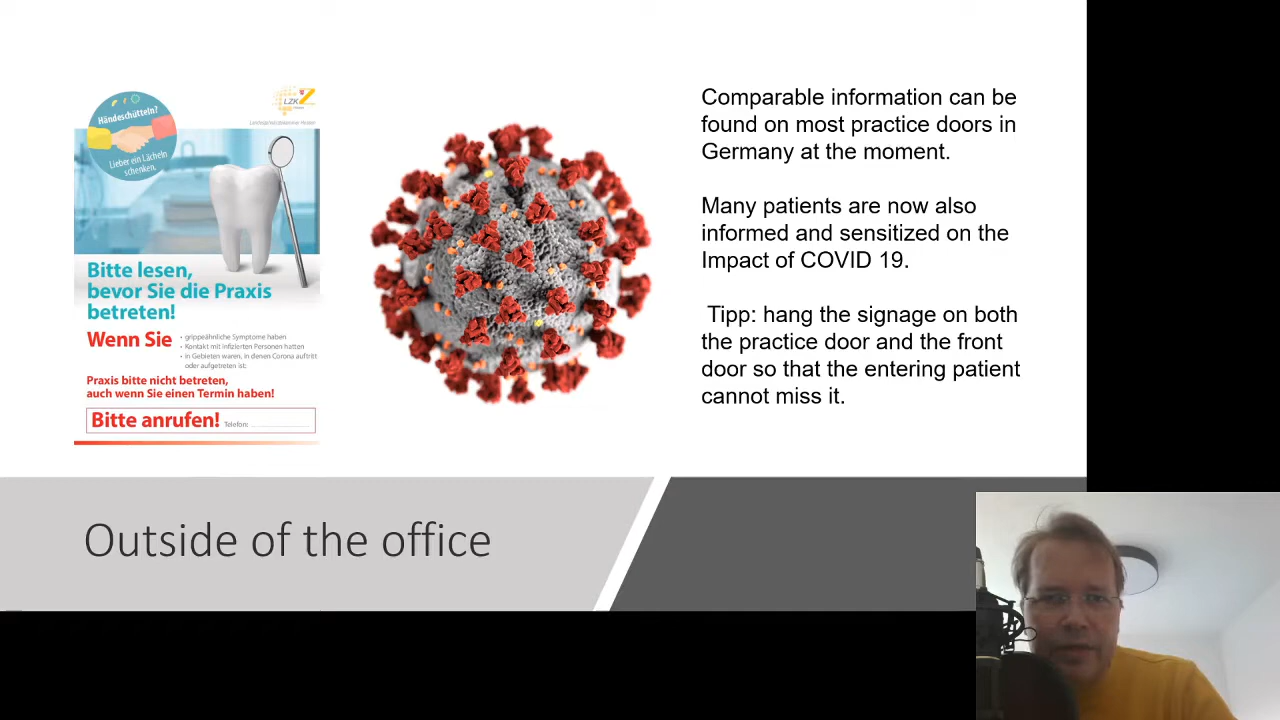 Händeschütteln?
Lieber ein Lächeln
schenken.
LZK
Landeszahnärztekammer Hessen
Bitte lesen,
bevor Sie die Praxis
betreten!
Wenn Sie
• grippeähnliche Symptome haben
• Kontakt mit infizierten Personen hatten
• in Gebieten waren, in denen Corona auftritt
oder aufgetreten ist:
Praxis bitte nicht betreten,
auch wenn Sie einen Termin haben!
Bitte anrufen! Telefon:
Comparable information can be
found on most practice doors in
Germany at the moment.
Many patients are now also
informed and sensitized on the
Impact of COVID 19.
Tipp: hang the signage on both
the practice door and the front
door so that the entering patient
cannot miss it.
Outside of the office